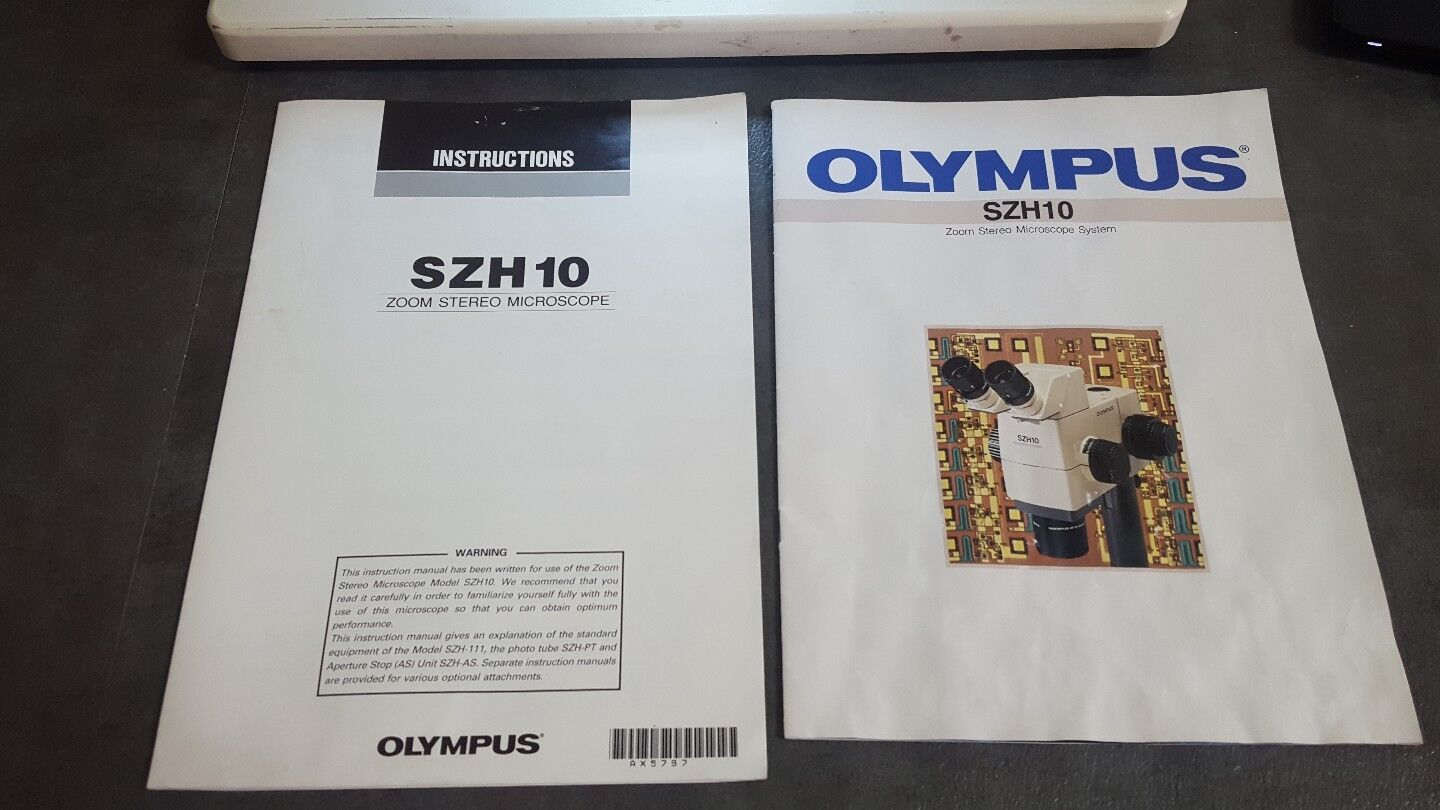 INSTRUCTIONS
SZH10
ZOOM STEREO MICROSCOPE
WARNING
This instruction manual has been written for use of the Zoom
Stereo Microscope Model SZH10. We recommend that you
read it carefully in order to familiarize yourself fully with the
use of this microscope so that you can obtain optimum
performance.
This instruction manual gives an explanation of the standard
equipment of the Model SZH-111, the photo tube SZH-PT and
Aperture Stop (AS) Unit SZH-AS. Separate instruction manuals
are provided for various optional attachments.
OLYMPUS®
AX5797
OLYMPUS®
SZH10
Zoom Stereo Microscope System
OLYMPUS
SZH10
OLYMPUS